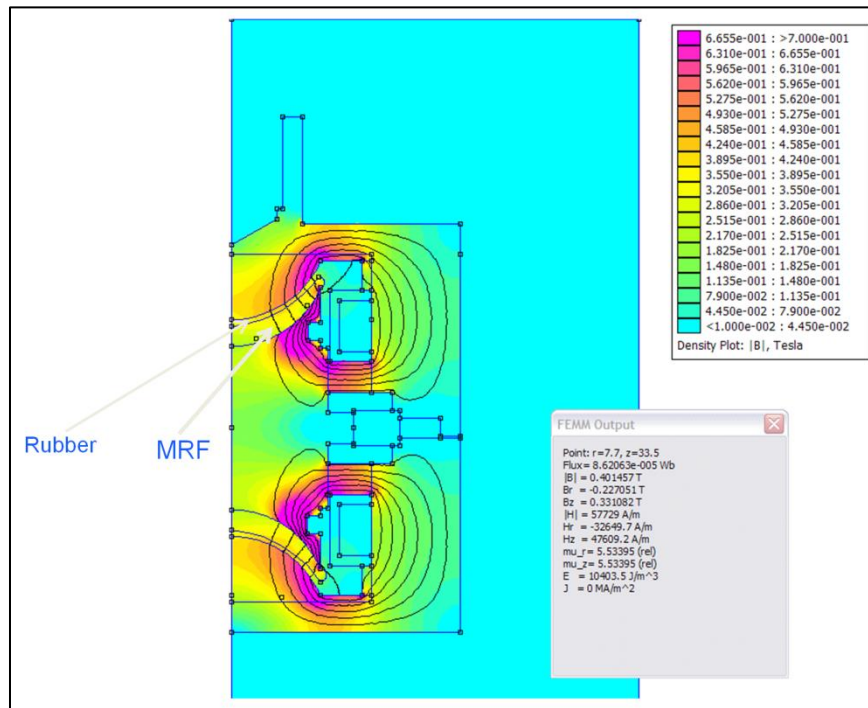 6.655e-001 : >7.000e-001
6.310e-001 : 6.655e-001
5.965e-001 : 6.310e-001
5.620e-001 : 5.965e-001
5.275e-001 : 5.620e-001
4.930e-001 : 5.275e-001
4.585e-001 : 4.930e-001
4.240e-001 : 4.585e-001
3.895e-001 : 4.240e-001
3.550e-001 : 3.895e-001
3.205e-001 : 3.550e-001
2.860e-001 : 3.205e-001
2.515e-001 : 2.860e-001
2.170e-001 : 2.515e-001
1.825e-001 : 2.170e-001
1.480e-001 : 1.825e-001
1.135e-001 : 1.480e-001
7.900e-002 : 1.135e-001
4.450e-002 : 7.900e-002
<1.000e-002 : 4.450e-002
Density Plot: |B|, Tesla
Rubber
MRF
FEMM Output
Point: r=7.7, z=33.5
Flux= 8.62063e-005 Wb
|B| = 0.401457 T
Br = -0.227051 T
Bz = 0.331082 T
|H| = 57729 A/m
Hr = -32649.7 A/m
Hz = 47609.2 A/m
mu_r= 5.53395 (rel)
mu_z= 5.53395 (rel)
E = 10403.5 J/m^3
J = 0 MA/m^2